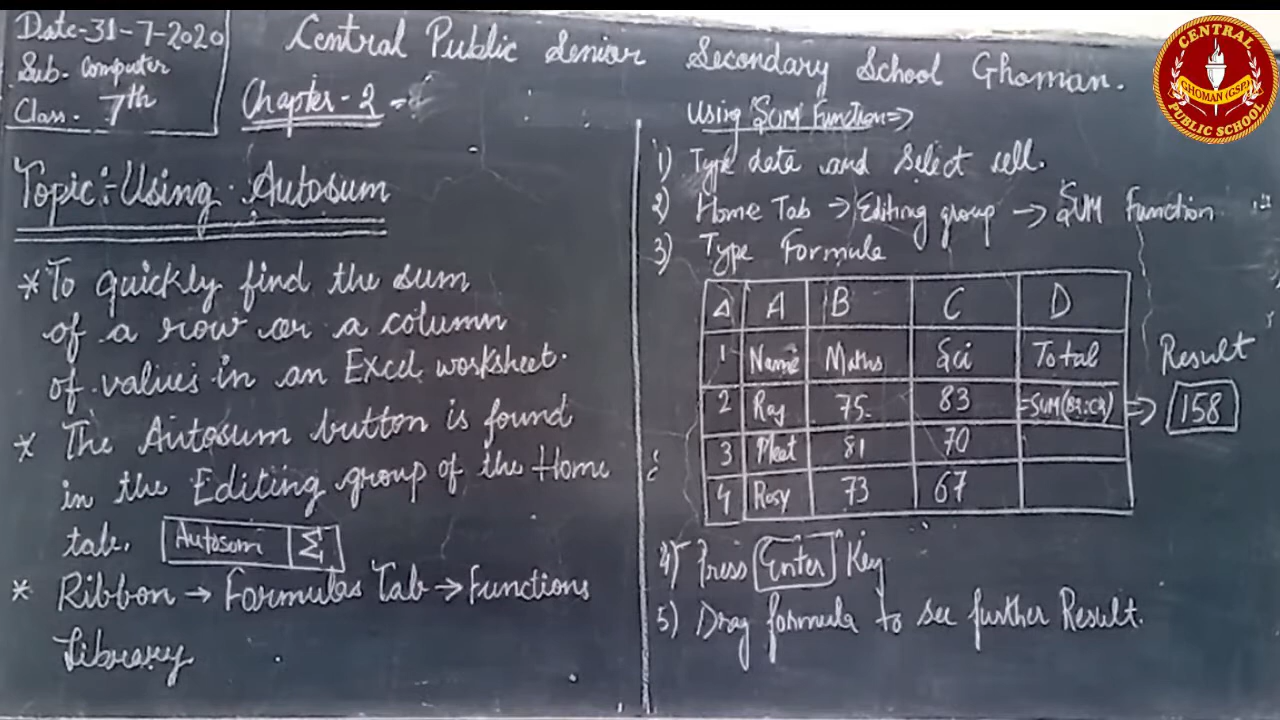 Date-31-7-2020
Sub. Computer
Class. 7th
Central Public Senior Secondary School Ghoman.
Chapter-2
Topic:-Using Autosum
*To quickly find the sum
of a row or a column
of values in an Excel worksheet.
* The Autosum button is found
in the Editing group of the Home
tab. Autosum Σ
* Ribbon → Formulas Tab → Functions
Library
Using 'SUM' Function =>
1) Type data and Select cell.
2) Home Tab → Editing group → SUM Function
3) Type Formula
A B C D
1 Name Maths Sci Total
2 Raj 75 83 =SUM(B2:C2) => 158
Result
3 Meet 81 70
4 Rosy 73 67
4) Press Enter Key
5) Drag formula to see further Result.
CENTRAL
GHOMAN (GSP)
PUBLIC SCHOOL